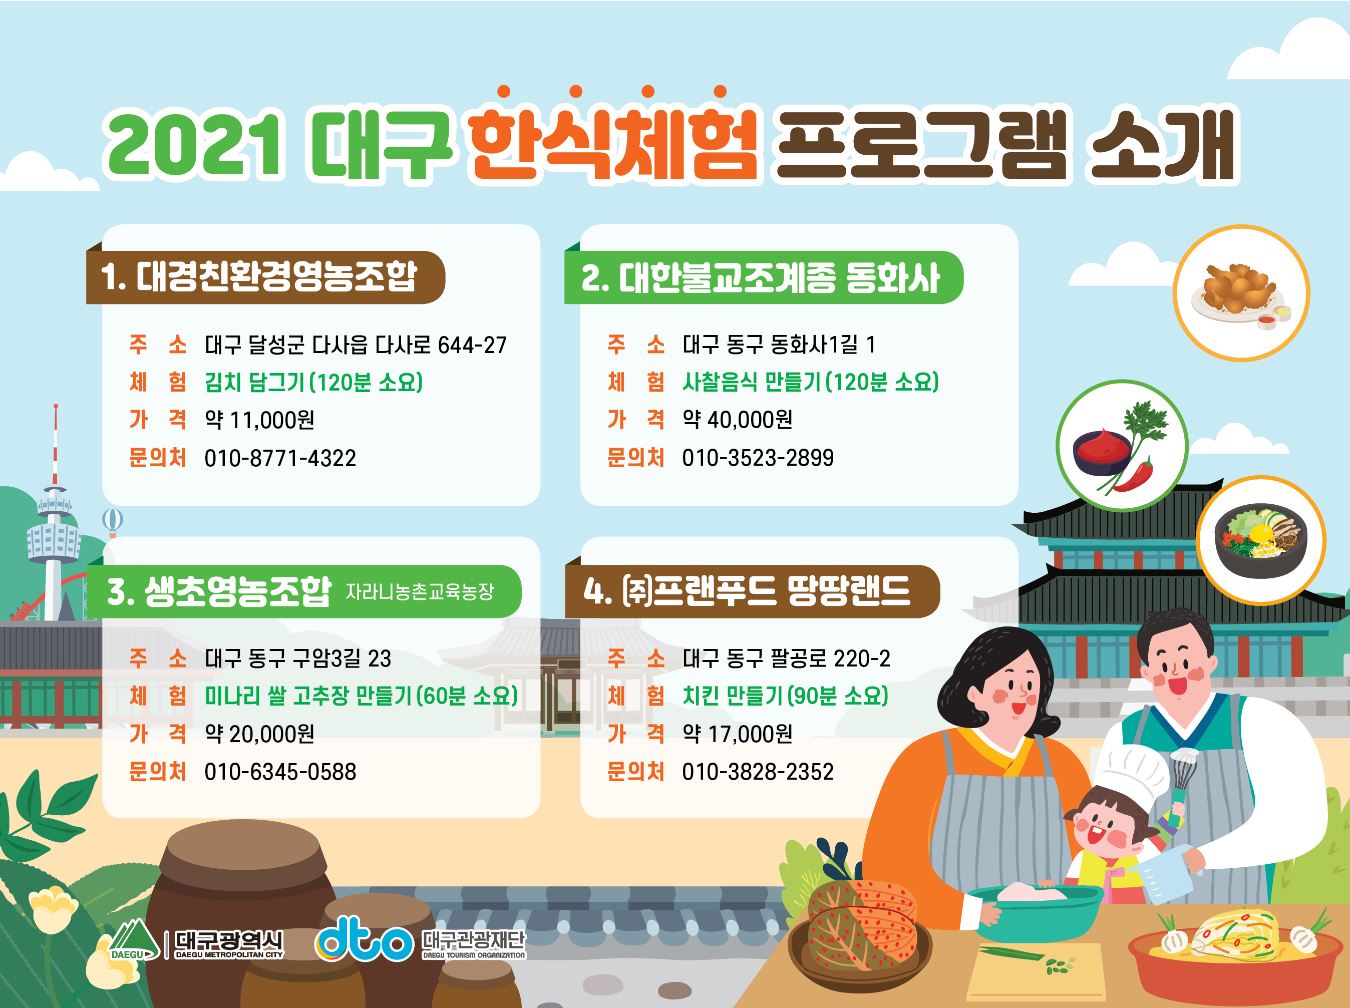 2021 대구 한식체험 프로그램 소개
1. 대경친환경영농조합
주 소 대구 달성군 다사읍 다사로 644-27
체 험 김치 담그기(120분 소요)
가 격 약 11,000원
문의처 010-8771-4322
2. 대한불교조계종 동화사
주 소 대구 동구 동화사1길 1
체 험 사찰음식 만들기(120분 소요)
가 격 약 40,000원
문의처 010-3523-2899
3. 생초영농조합 자라니농촌교육농장
주 소 대구 동구 구암3길 23
체 험 미나리 쌀 고추장 만들기(60분 소요)
가 격 약 20,000원
문의처 010-6345-0588
4. ㈜프랜푸드 땅땅랜드
주 소 대구 동구 팔공로 220-2
체 험 치킨 만들기(90분 소요)
가 격 약 17,000원
문의처 010-3828-2352
DAEGU
대구광역시
DAEGU METROPOLITAN CITY
dto
대구관광재단
DAEGU TOURISM ORGANIZATION